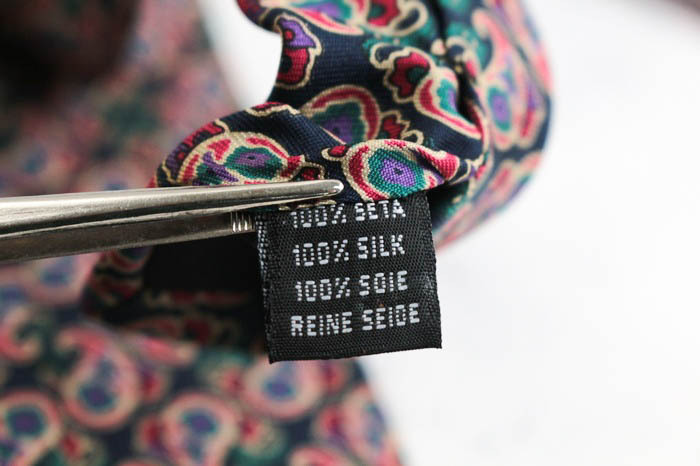 100% SETA
100% SILK
100% SOIE
REINE SEIDE